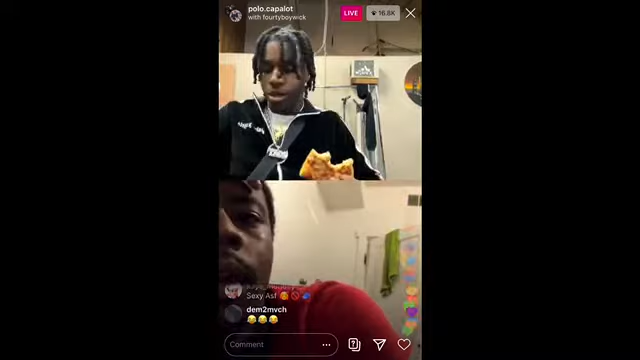 polo.capalot
with fourtyboywick
LIVE
16.8K
Sexy Asf
dem2mvch
Comment